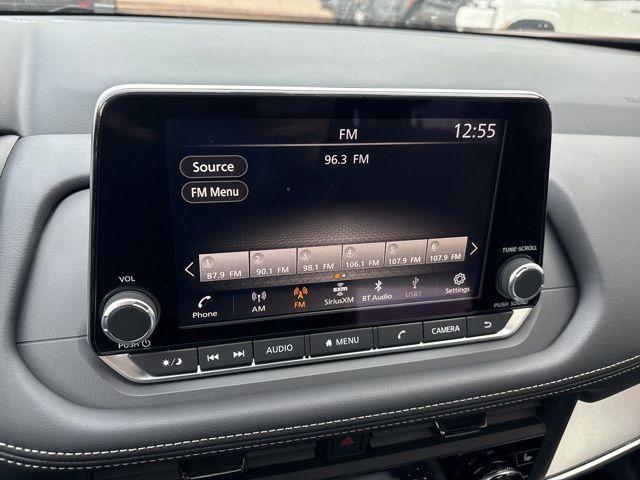 FM 12:55
96.3 FM
Source
FM Menu
1 2 3 4 5 6
87.9 FM 90.1 FM 98.1 FM 106.1 FM 107.9 FM 107.9 FM
Phone AM FM SiriusXM BT Audio USB1 Settings
VOL
PUSH
TUNE·SCROLL
PUSH
AUDIO MENU CAMERA